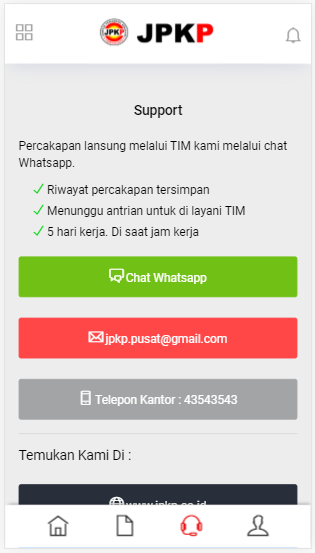 JPKP JPKP
Support
Percakapan lansung melalui TIM kami melalui chat
Whatsapp.
Riwayat percakapan tersimpan
Menunggu antrian untuk di layani TIM
5 hari kerja. Di saat jam kerja
Chat Whatsapp
jpkp.pusat@gmail.com
Telepon Kantor : 43543543
Temukan Kami Di :
www.jpkp.co.id